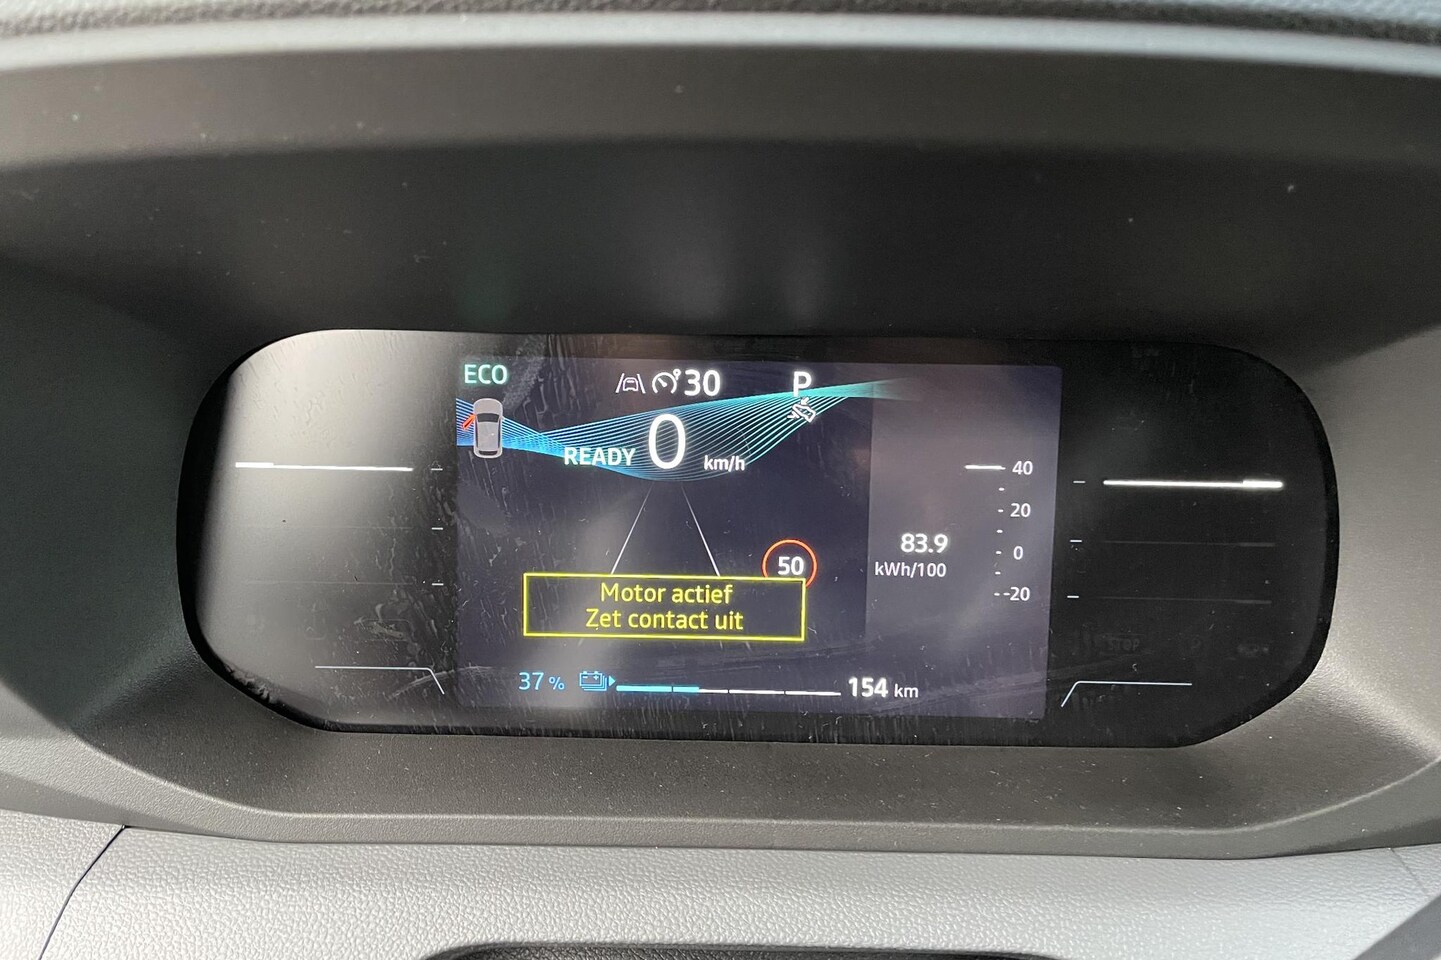 ECO
30
P
READY 0 km/h
40
20
0
-20
83.9
kWh/100
50
Motor actief
Zet contact uit
37 %
154 km